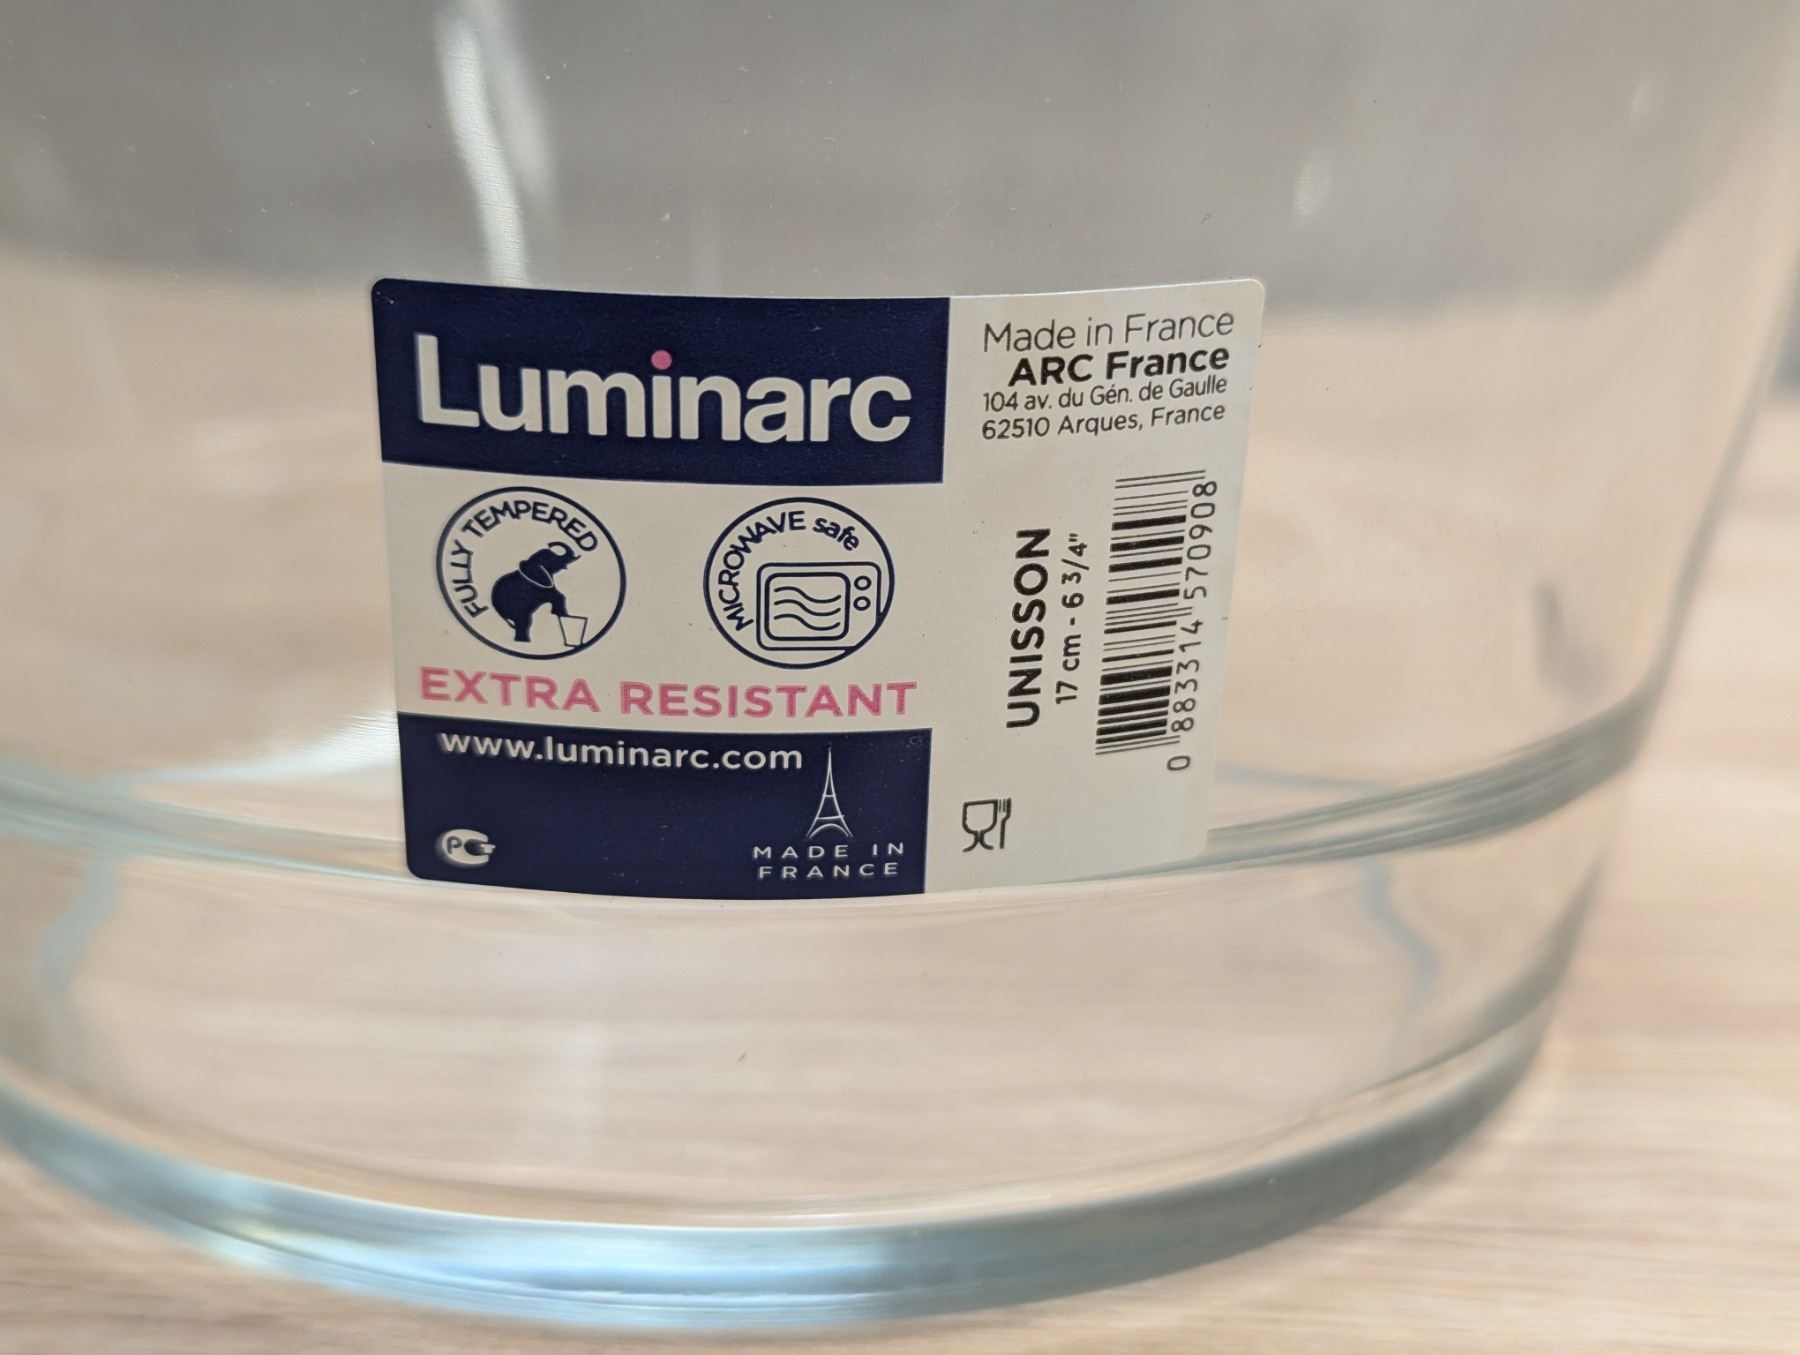 Luminarc
FULLY TEMPERED
MICROWAVE safe
EXTRA RESISTANT
www.luminarc.com
MADE IN
FRANCE
Made in France
ARC France
104 av. du Gén. de Gaulle
62510 Arques, France
UNISSON
17 cm - 6 3/4"
0 883314 570908